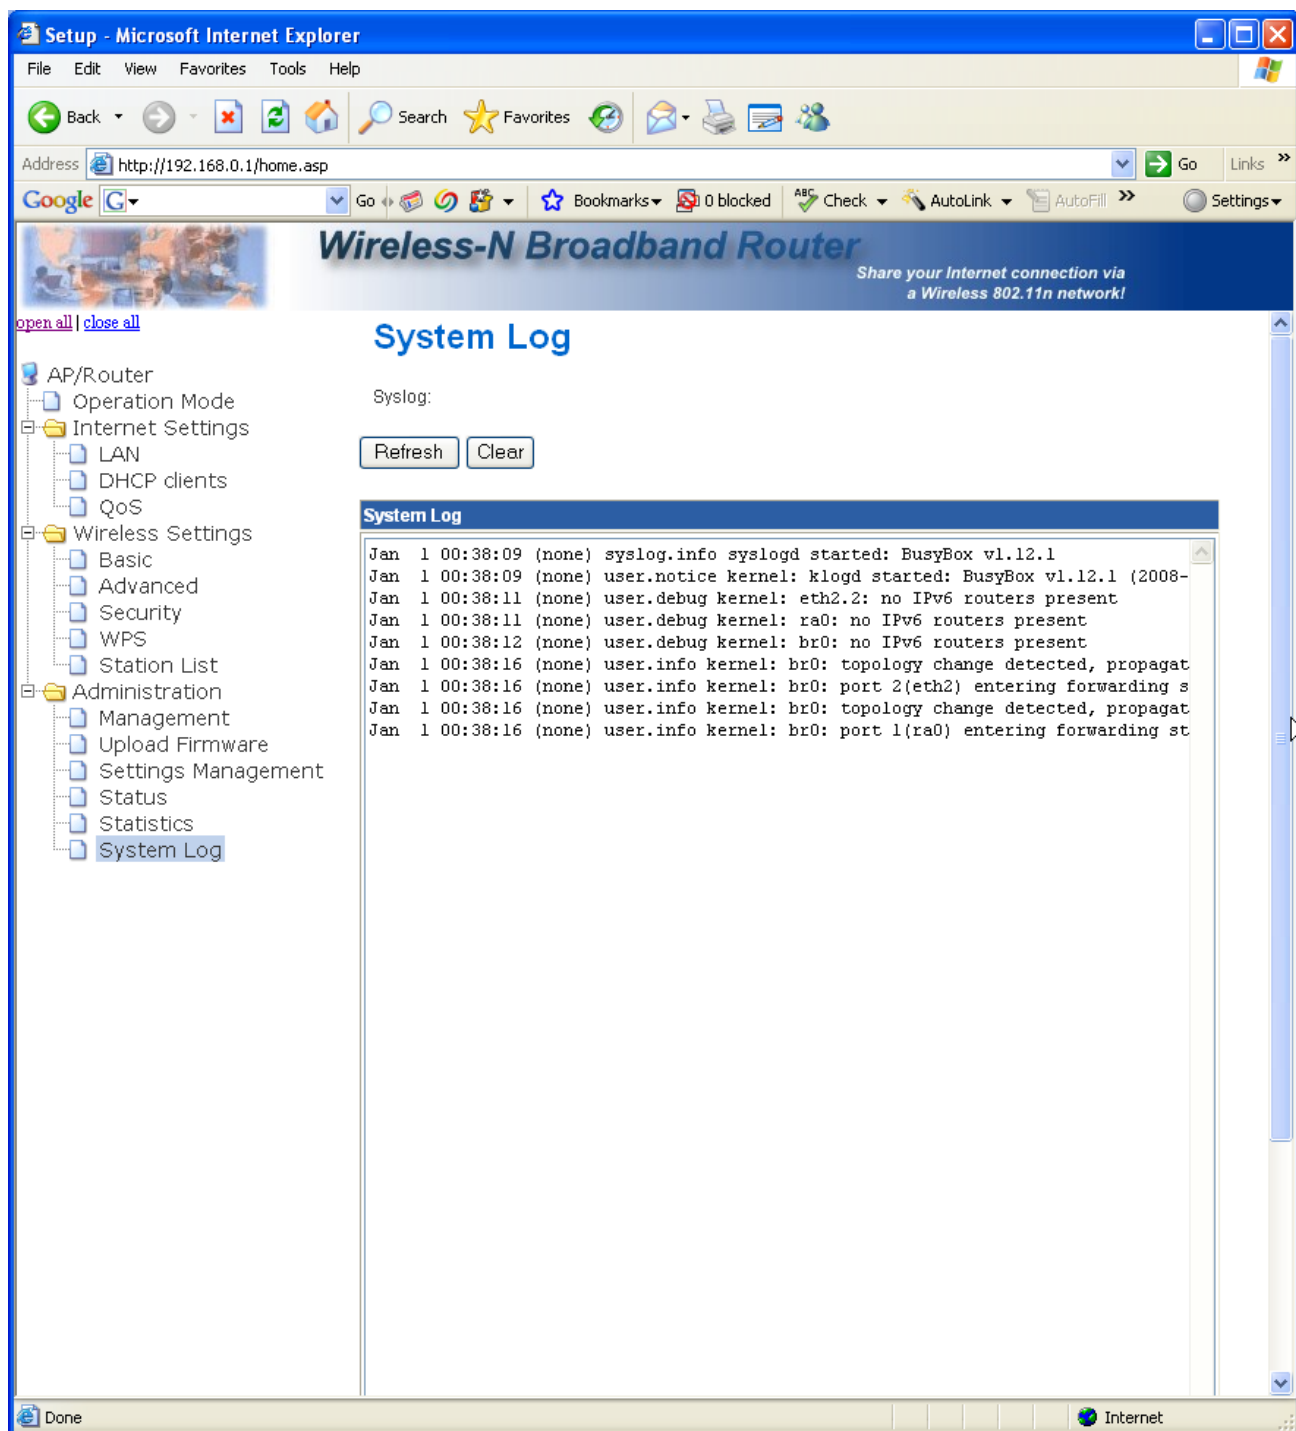 Setup - Microsoft Internet Explorer
File Edit View Favorites Tools Help
Back Search Favorites
Address http://192.168.0.1/home.asp Go Links »
Google G Go Bookmarks 0 blocked ABC Check AutoLink AutoFill » Settings
Wireless-N Broadband Router
Share your Internet connection via
a Wireless 802.11n network!
open all | close all
AP/Router
Operation Mode
Internet Settings
LAN
DHCP clients
QoS
Wireless Settings
Basic
Advanced
Security
WPS
Station List
Administration
Management
Upload Firmware
Settings Management
Status
Statistics
System Log
System Log
Syslog:
Refresh Clear
System Log
Jan  1 00:38:09 (none) syslog.info syslogd started: BusyBox v1.12.1
Jan  1 00:38:09 (none) user.notice kernel: klogd started: BusyBox v1.12.1 (2008-
Jan  1 00:38:11 (none) user.debug kernel: eth2.2: no IPv6 routers present
Jan  1 00:38:11 (none) user.debug kernel: ra0: no IPv6 routers present
Jan  1 00:38:12 (none) user.debug kernel: br0: no IPv6 routers present
Jan  1 00:38:16 (none) user.info kernel: br0: topology change detected, propagat
Jan  1 00:38:16 (none) user.info kernel: br0: port 2(eth2) entering forwarding s
Jan  1 00:38:16 (none) user.info kernel: br0: topology change detected, propagat
Jan  1 00:38:16 (none) user.info kernel: br0: port 1(ra0) entering forwarding st
Done Internet